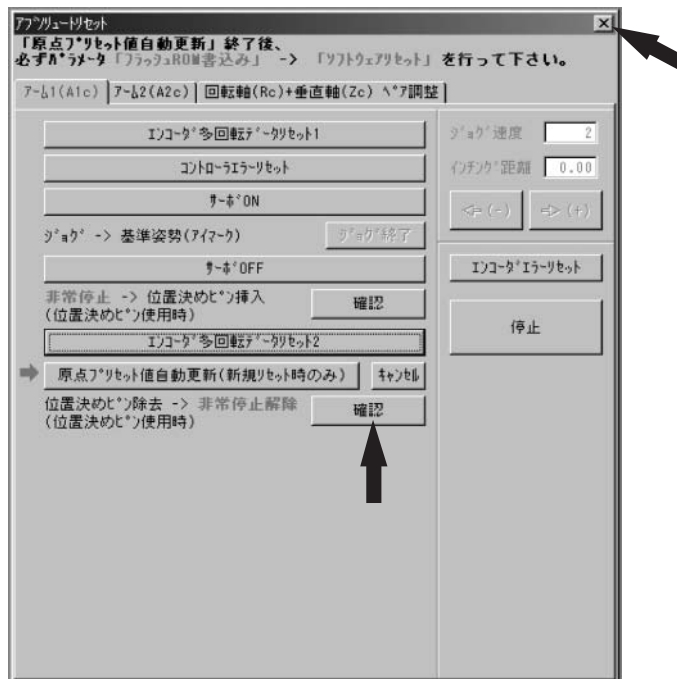 アブソリュートリセット
「原点プリセット値自動更新」終了後、
必ずパラメータ「フラッシュROM書込み」 -> 「ソフトウェアリセット」を行って下さい。
アーム1(A1c) アーム2(A2c) 回転軸(Rc)+垂直軸(Zc) ペア調整
エンコーダ多回転データリセット1
コントローラエラーリセット
サーボON
ジョグ -> 基準姿勢(アイマーク) ジョグ終了
サーボOFF
非常停止 -> 位置決めピン挿入
(位置決めピン使用時)
確認
エンコーダ多回転データリセット2
原点プリセット値自動更新(新規リセット時のみ) キャンセル
位置決めピン除去 -> 非常停止解除
(位置決めピン使用時)
確認
ジョグ速度 2
インチング距離 0.00
(-) (+)
エンコーダエラーリセット
停止